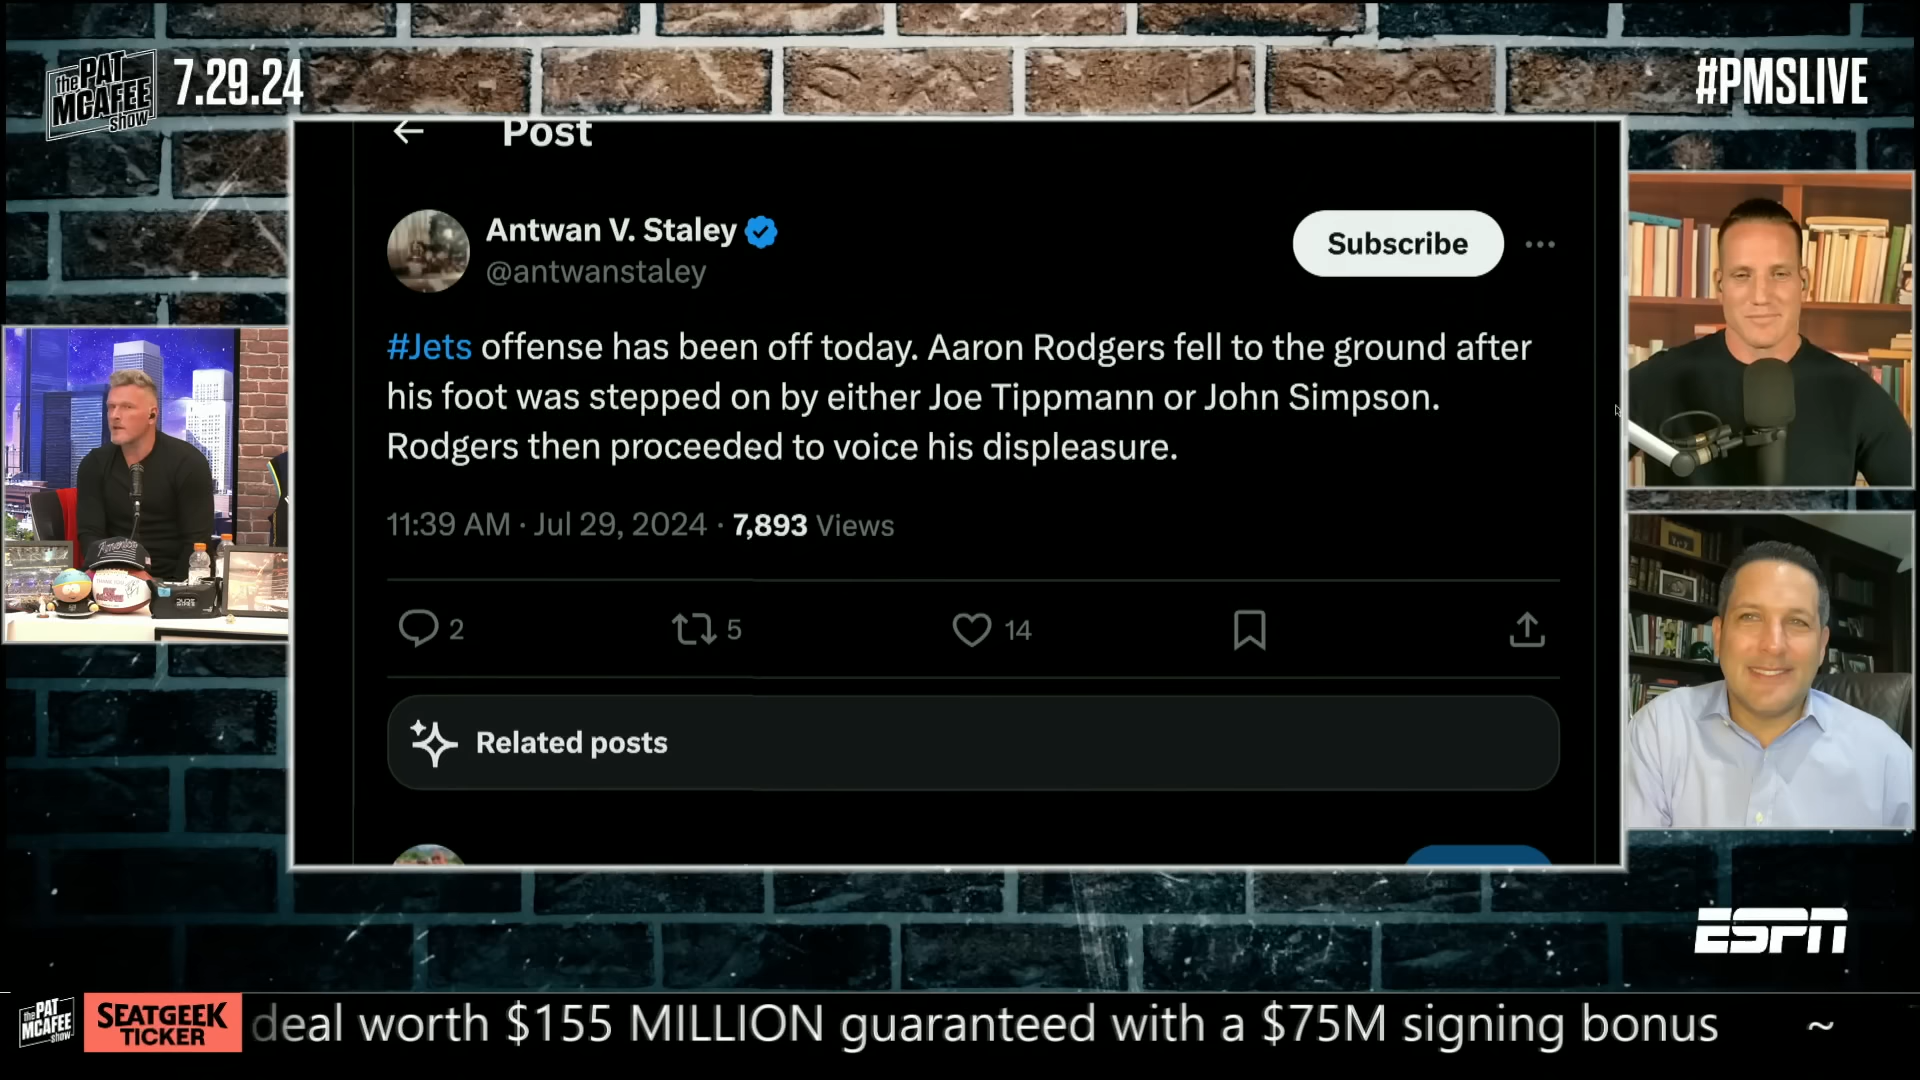 the PAT
MCAFEE
show
7.29.24
#PMSLIVE
Post
Antwan V. Staley
@antwanstaley
Subscribe
#Jets offense has been off today. Aaron Rodgers fell to the ground after
his foot was stepped on by either Joe Tippmann or John Simpson.
Rodgers then proceeded to voice his displeasure.
11:39 AM · Jul 29, 2024 · 7,893 Views
2
5
14
Related posts
America
ESPN
the PAT
MCAFEE
show
SEATGEEK
TICKER
deal worth $155 MILLION guaranteed with a $75M signing bonus ~